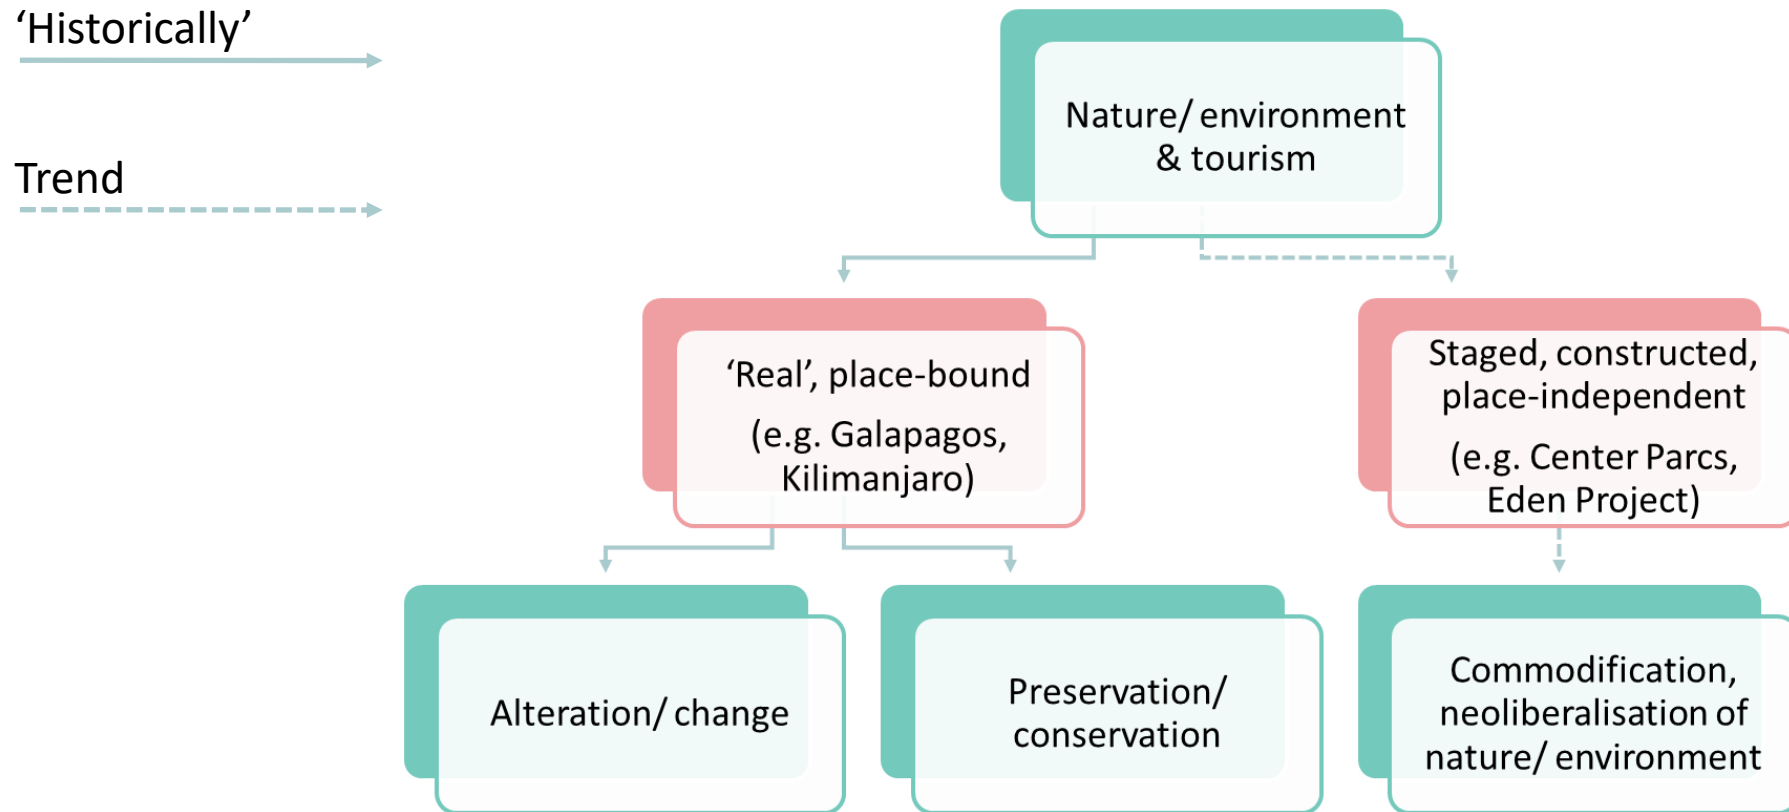 ‘Historically’
Trend
Nature/ environment
& tourism
‘Real’, place-bound
(e.g. Galapagos,
Kilimanjaro)
Staged, constructed,
place-independent
(e.g. Center Parcs,
Eden Project)
Alteration/ change
Preservation/
conservation
Commodification,
neoliberalisation of
nature/ environment